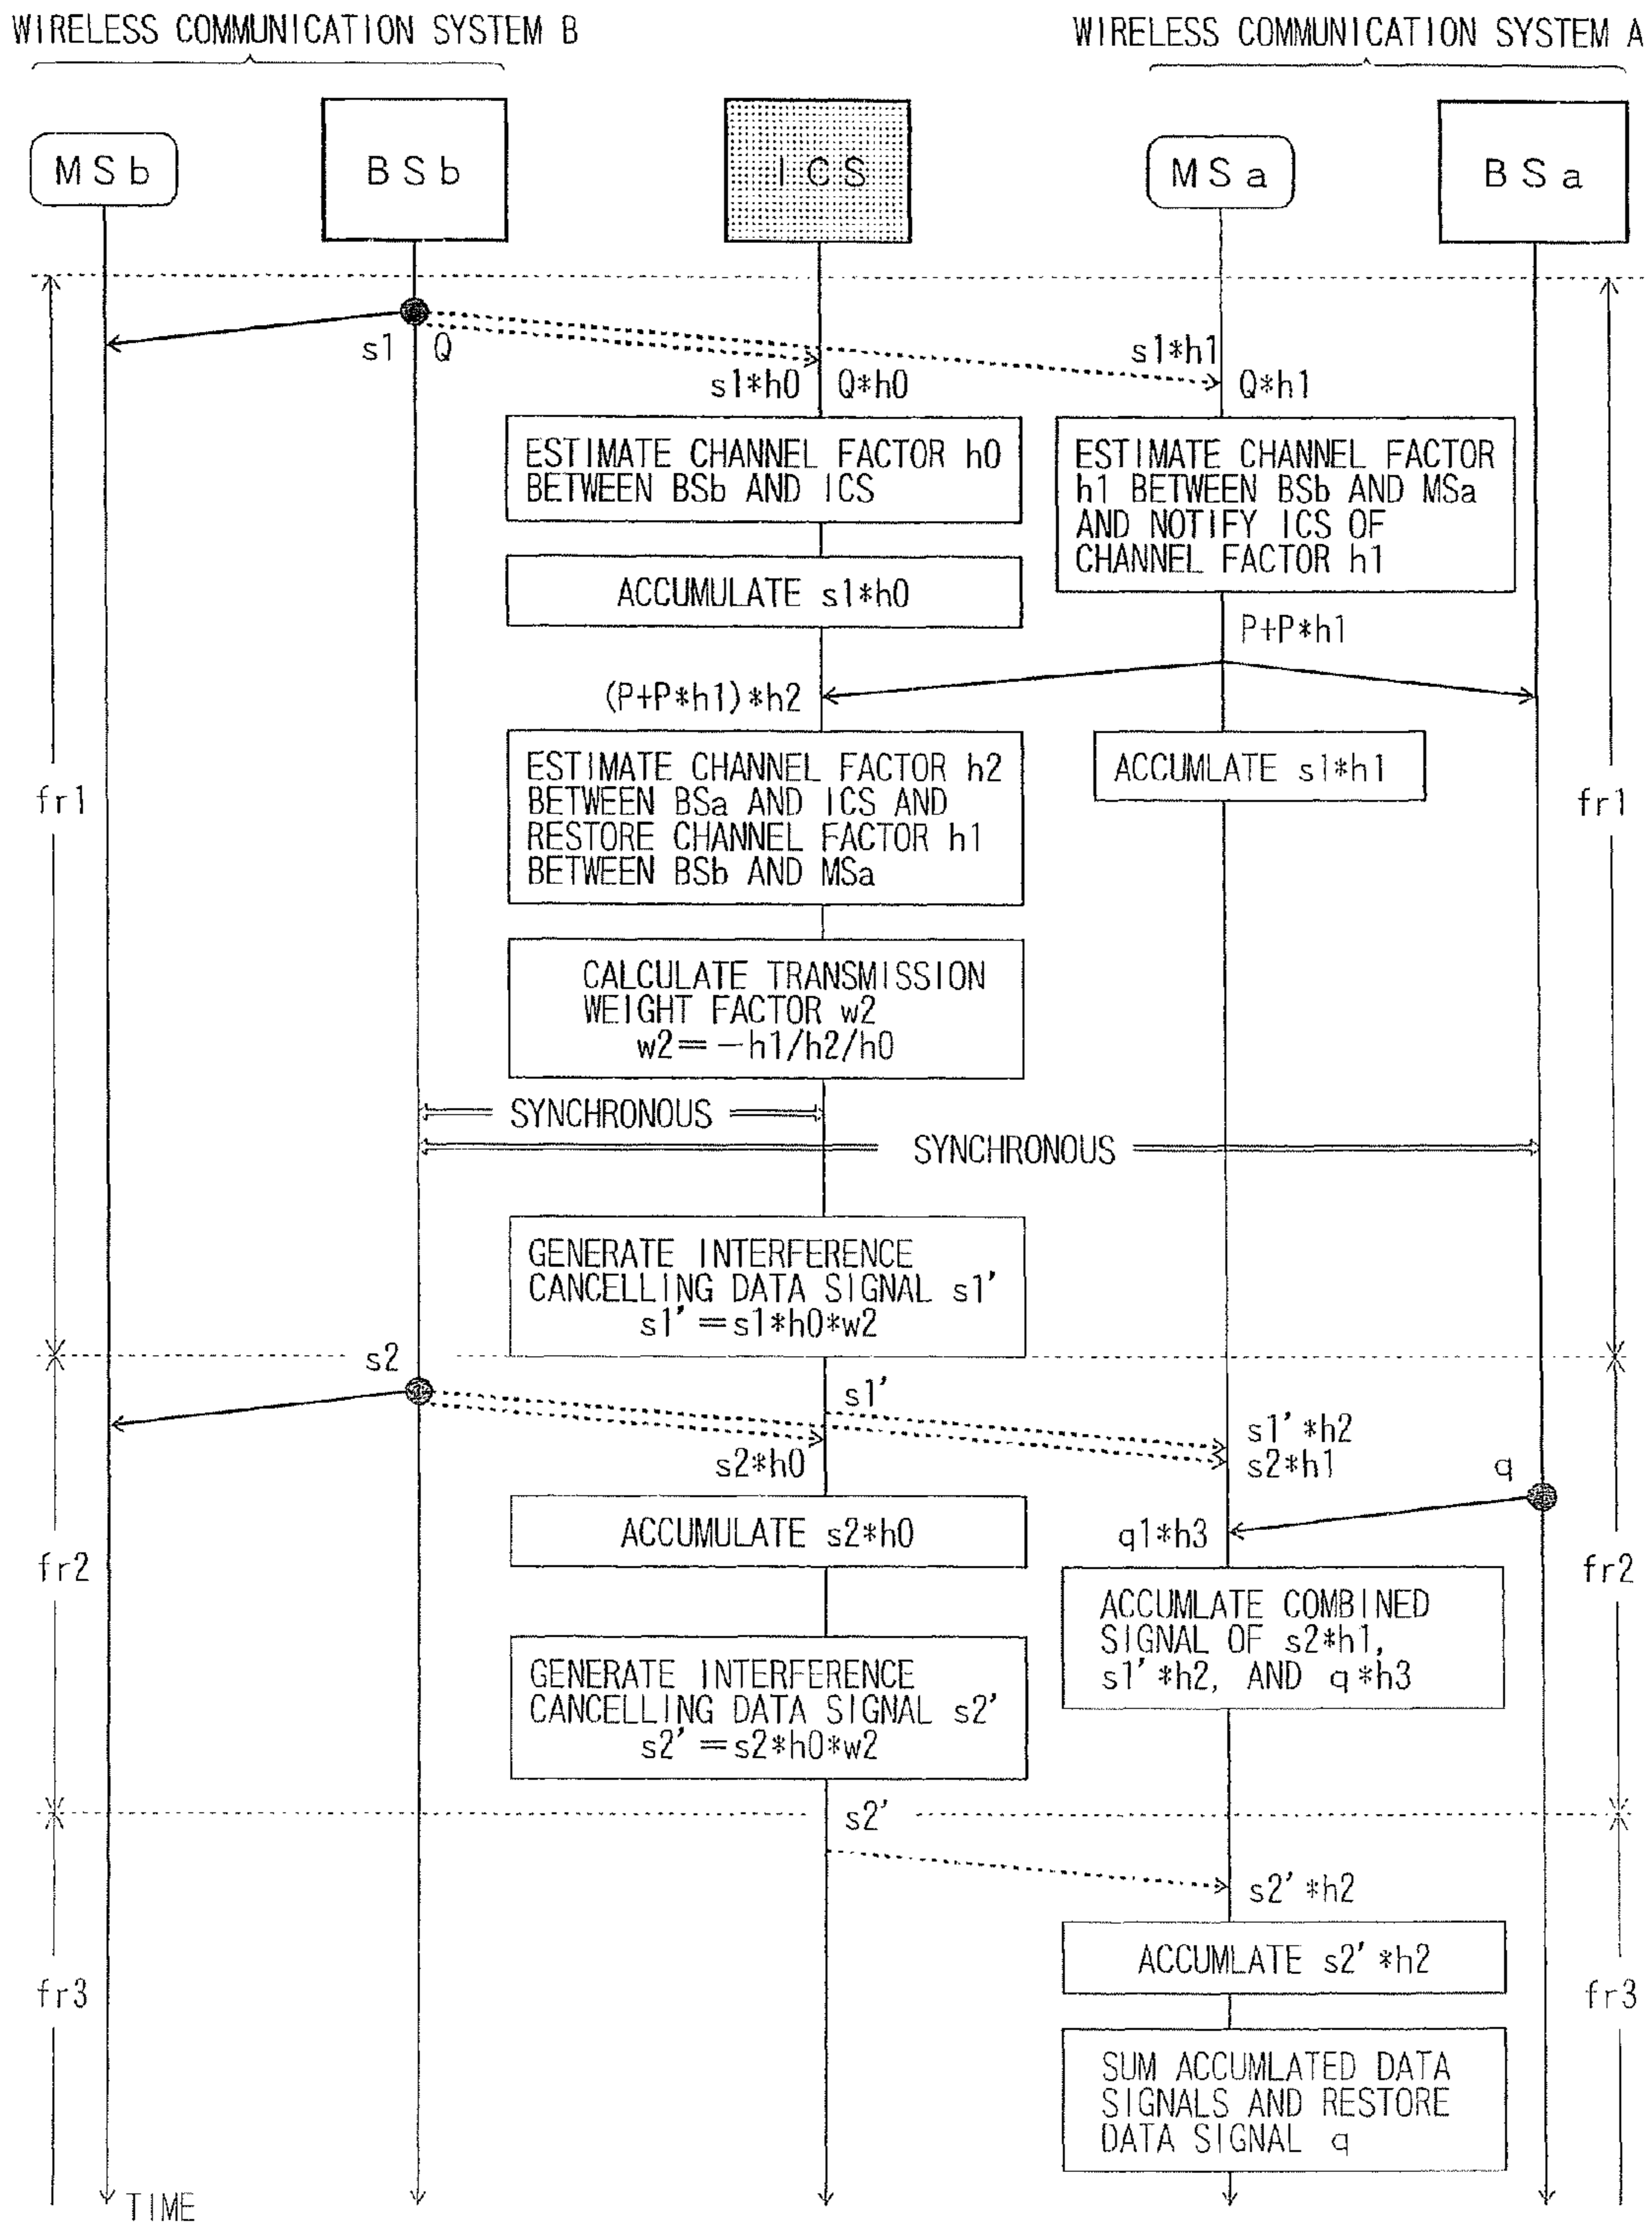 WIRELESS COMMUNICATION SYSTEM B
WIRELESS COMMUNICATION SYSTEM A
MSb
BSb
ICS
MSa
BSa
s1
Q
s1*h1
s1*h0
Q*h0
Q*h1
ESTIMATE CHANNEL FACTOR h0
BETWEEN BSb AND ICS
ESTIMATE CHANNEL FACTOR
h1 BETWEEN BSb AND MSa
AND NOTIFY ICS OF
CHANNEL FACTOR h1
ACCUMULATE s1*h0
P+P*h1
(P+P*h1)*h2
ESTIMATE CHANNEL FACTOR h2
BETWEEN BSa AND ICS AND
RESTORE CHANNEL FACTOR h1
BETWEEN BSb AND MSa
ACCUMLATE s1*h1
fr1
fr1
CALCULATE TRANSMISSION
WEIGHT FACTOR w2
w2=-h1/h2/h0
SYNCHRONOUS
SYNCHRONOUS
GENERATE INTERFERENCE
CANCELLING DATA SIGNAL s1'
s1'=s1*h0*w2
s2
s1'
s1'*h2
s2*h0
s2*h1
q
ACCUMULATE s2*h0
q1*h3
fr2
fr2
ACCUMLATE COMBINED
SIGNAL OF s2*h1,
s1'*h2, AND q*h3
GENERATE INTERFERENCE
CANCELLING DATA SIGNAL s2'
s2'=s2*h0*w2
s2'
s2'*h2
ACCUMLATE s2'*h2
fr3
fr3
SUM ACCUMLATED DATA
SIGNALS AND RESTORE
DATA SIGNAL q
TIME